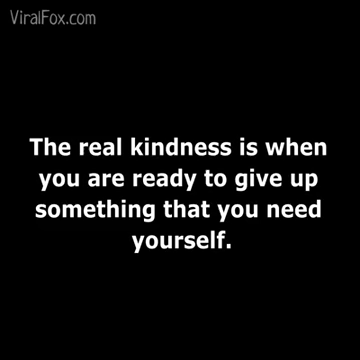 ViralFox.com
The real kindness is when
you are ready to give up
something that you need
yourself.